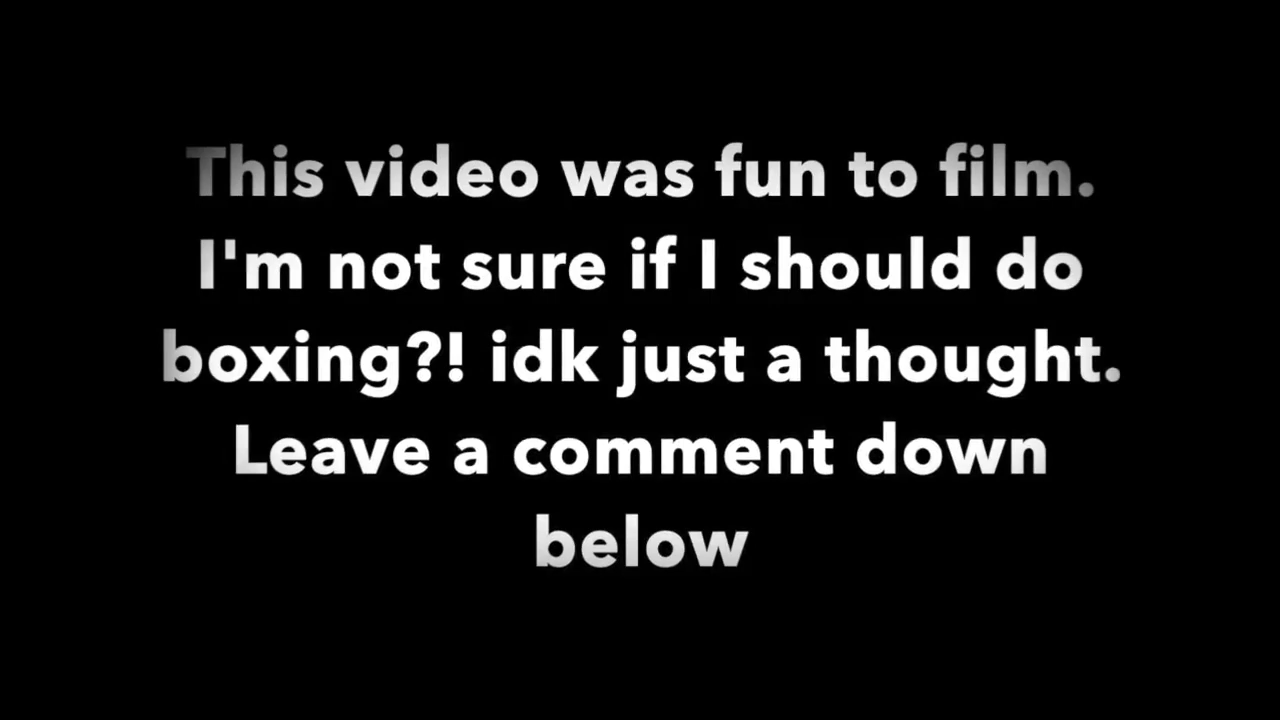 This video was fun to film.
I'm not sure if I should do
boxing?! idk just a thought.
Leave a comment down
below